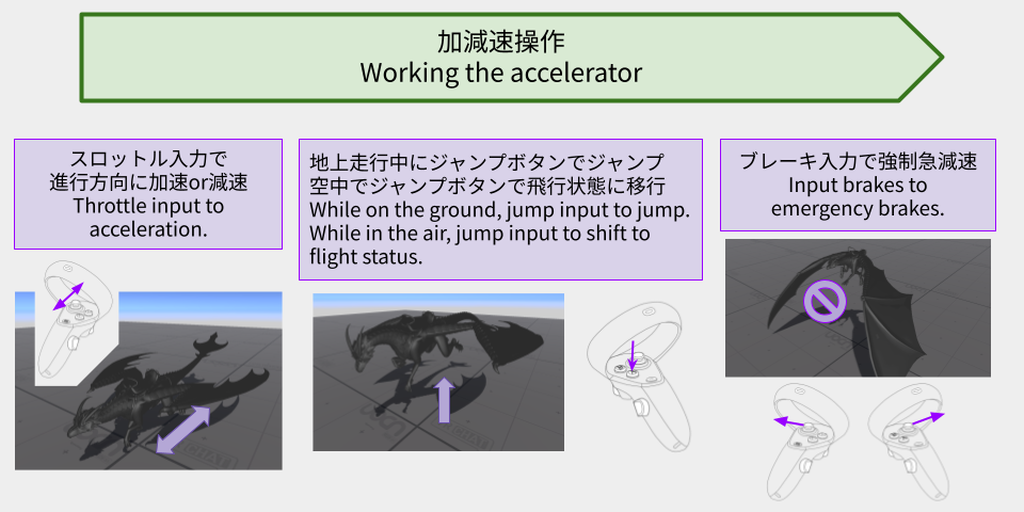 加減速操作
Working the accelerator
スロットル入力で
進行方向に加速or減速
Throttle input to
acceleration.
地上走行中にジャンプボタンでジャンプ
空中でジャンプボタンで飛行状態に移行
While on the ground, jump input to jump.
While in the air, jump input to shift to
flight status.
ブレーキ入力で強制急減速
Input brakes to
emergency brakes.